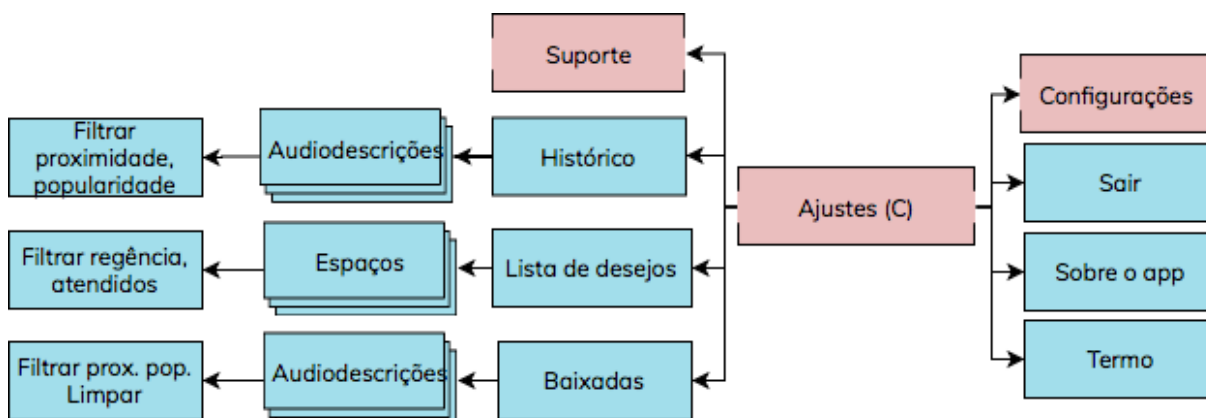 Suporte
Configurações
Filtrar
proximidade,
popularidade
Audiodescrições
Histórico
Sair
Ajustes (C)
Filtrar regência,
atendidos
Espaços
Lista de desejos
Sobre o app
Filtrar prox. pop.
Limpar
Audiodescrições
Baixadas
Termo